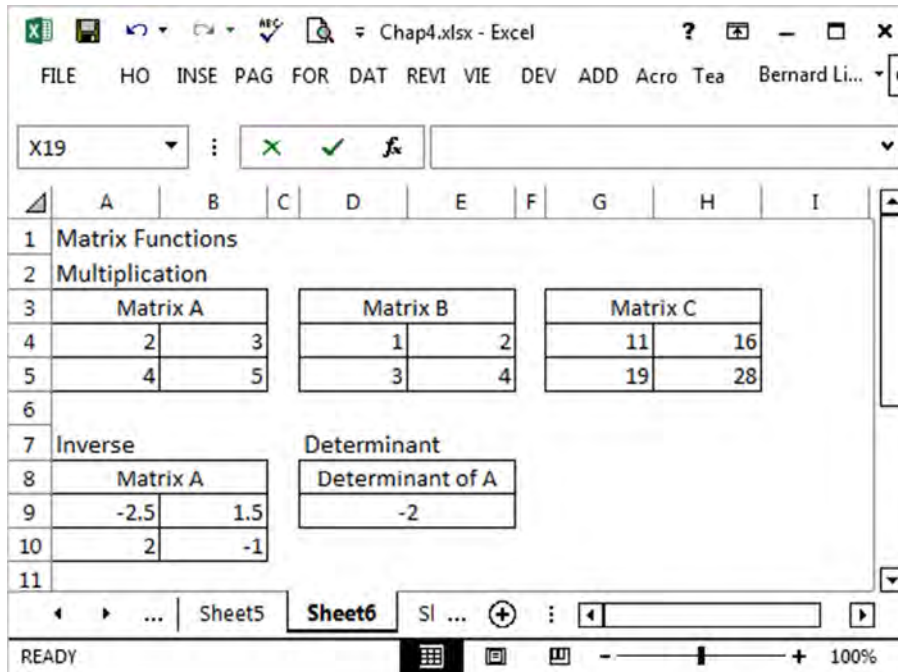 ABC Chap4.xlsx - Excel ?
FILE HO INSE PAG FOR DAT REVI VIE DEV ADD Acro Tea Bernard Li...
X19 fx
A B C D E F G H I
1 Matrix Functions
2 Multiplication
3 Matrix A Matrix B Matrix C
4 2 3 1 2 11 16
5 4 5 3 4 19 28
6
7 Inverse Determinant
8 Matrix A Determinant of A
9 -2.5 1.5 -2
10 2 -1
11
... Sheet5 Sheet6 Sl ...
READY 100%